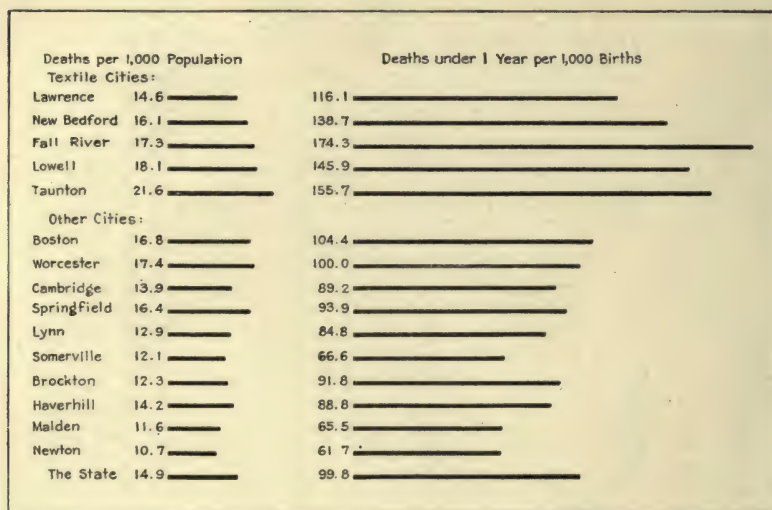 Deaths per 1,000 Population Deaths under 1 Year per 1,000 Births
Textile Cities:
Lawrence 14.6 116.1
New Bedford 16.1 138.7
Fall River 17.3 174.3
Lowell 18.1 145.9
Taunton 21.6 155.7
Other Cities:
Boston 16.8 104.4
Worcester 17.4 100.0
Cambridge 13.9 89.2
Springfield 16.4 93.9
Lynn 12.9 84.8
Somerville 12.1 66.6
Brockton 12.3 91.8
Haverhill 14.2 88.8
Malden 11.6 65.5
Newton 10.7 61 7
The State 14.9 99.8